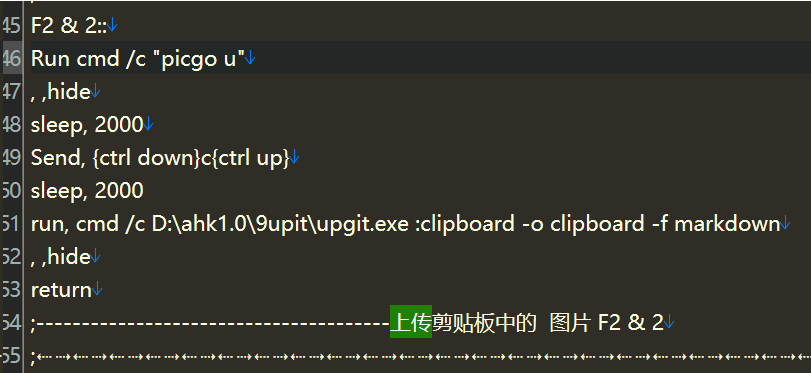 45 F2 & 2::↓
46 Run cmd /c "picgo u"↓
47 , ,hide↓
48 sleep, 2000↓
49 Send, {ctrl down}c{ctrl up}↓
50 sleep, 2000
51 run, cmd /c D:\ahk1.0\9upit\upgit.exe :clipboard -o clipboard -f markdown↓
52 , ,hide↓
53 return↓
54 ;---------------------------------------上传剪贴板中的  图片 F2 & 2↓
55 ;←-→←-→←-→←-→←-→←-→←-→←-→←-→←-→←-→←-→←-→←-→←-→←-→←-→←-→←-→←-→←